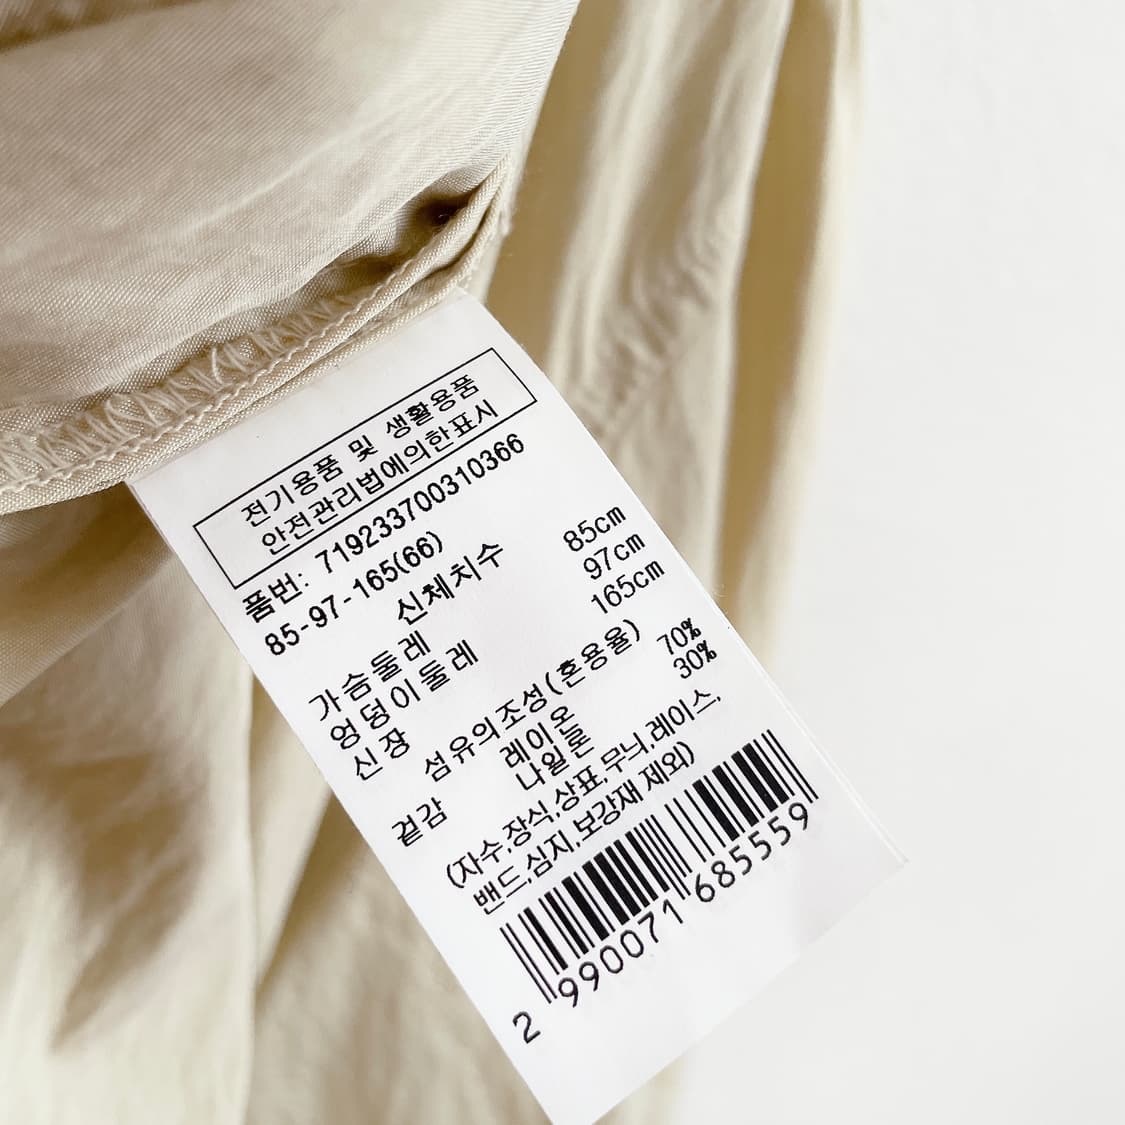 전기용품 및 생활용품
안전관리법에의한표시
품번: 719233700310366
85-97-165(66)
신체치수
가슴둘레 85cm
엉덩이둘레 97cm
신장 165cm
섬유의조성(혼용율)
겉감 레이온 70%
나일론 30%
(자수,장식,상표,무늬,레이스,
밴드,심지,보강재 제외)
2 990071 685559